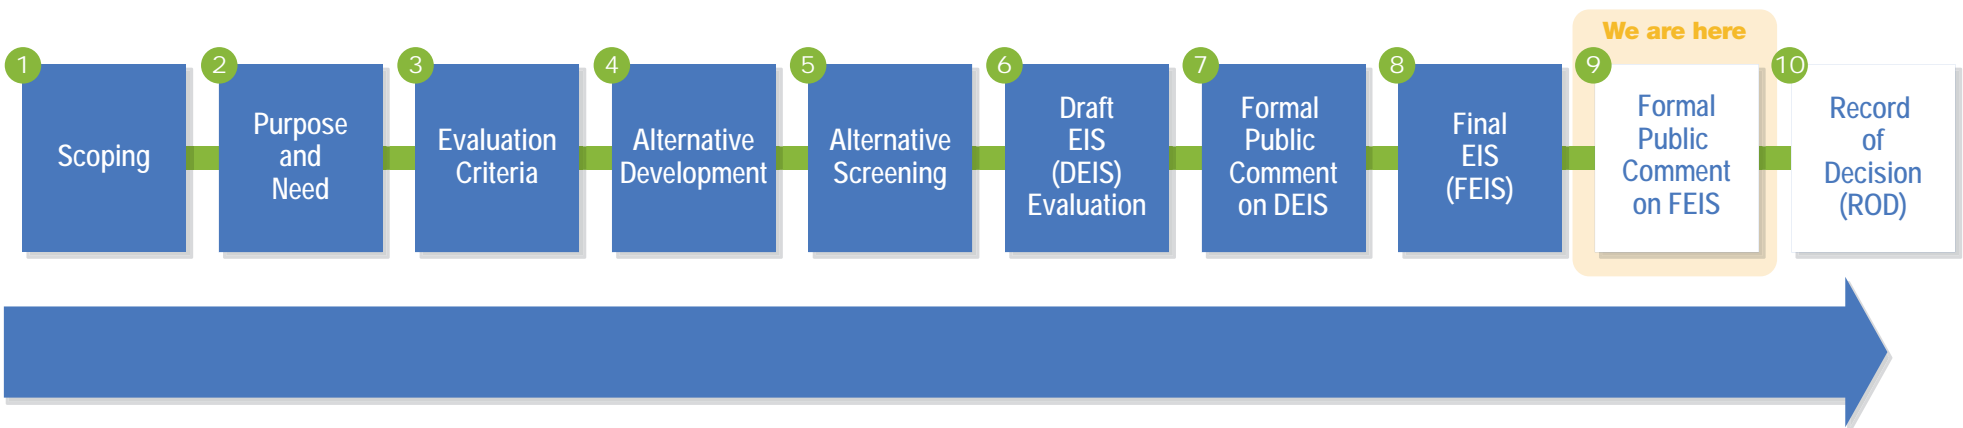 We are here
1
Scoping
2
Purpose
and
Need
3
Evaluation
Criteria
4
Alternative
Development
5
Alternative
Screening
6
Draft
EIS
(DEIS)
Evaluation
7
Formal
Public
Comment
on DEIS
8
Final
EIS
(FEIS)
9
Formal
Public
Comment
on FEIS
10
Record
of
Decision
(ROD)